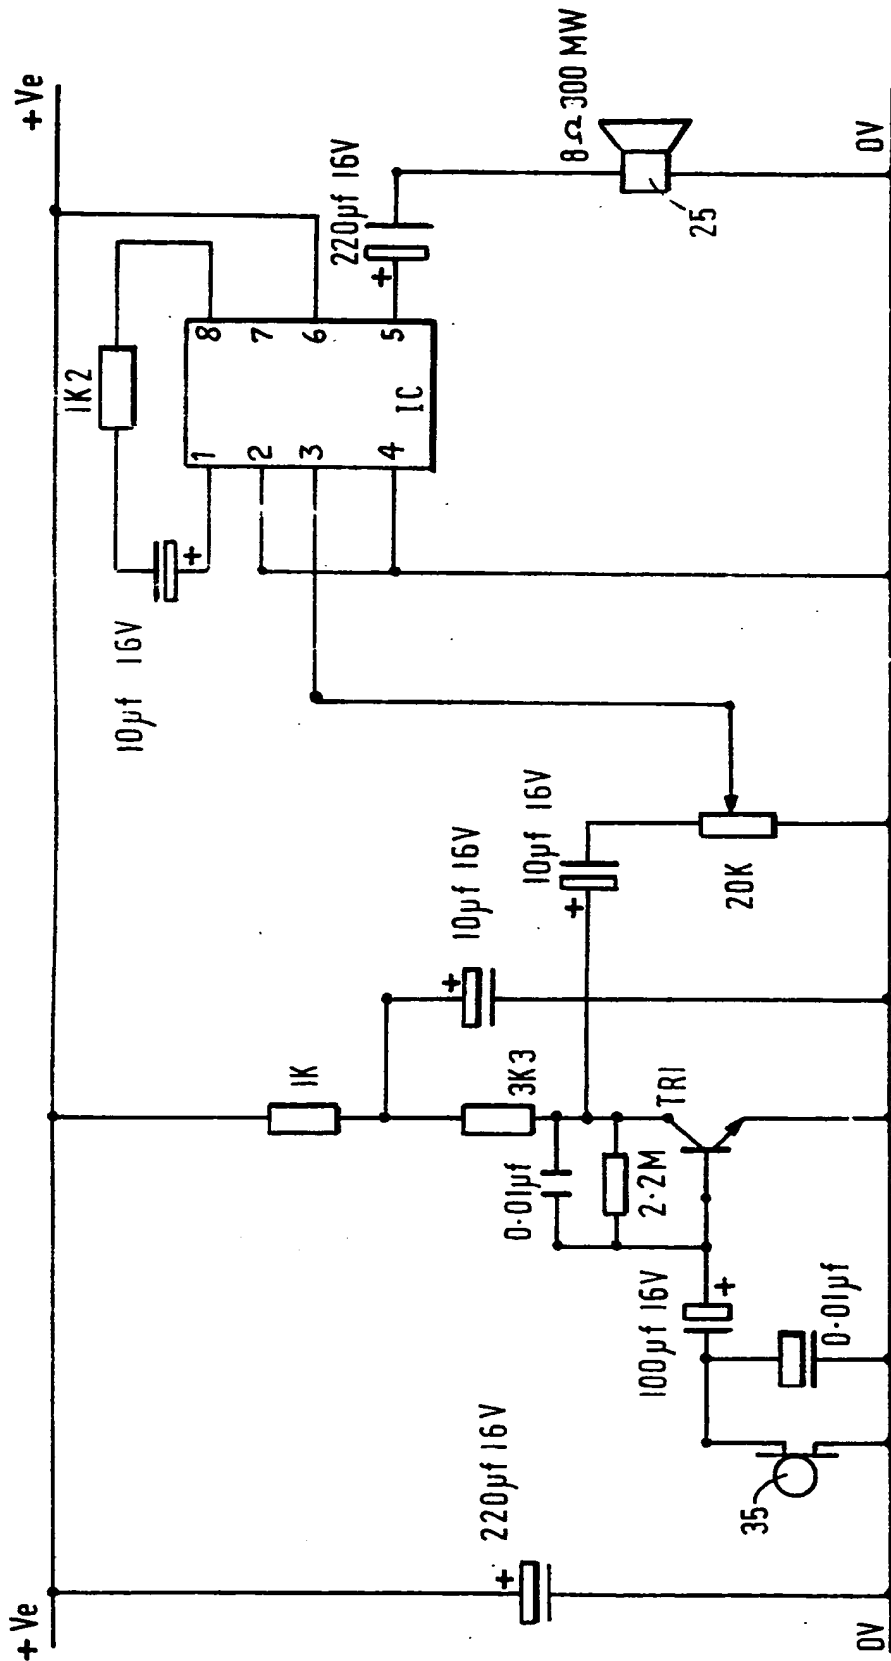 +Ve
+Ve
220µf 16V
35
100µf 16V
0·01µf
0·01µf
2·2M
TR1
1K
3K3
10µf 16V
10µf 16V
20K
10µf 16V
1K2
1
2
3
4
8
7
6
5
IC
220µf 16V
8Ω 300 MW
25
0V
0V